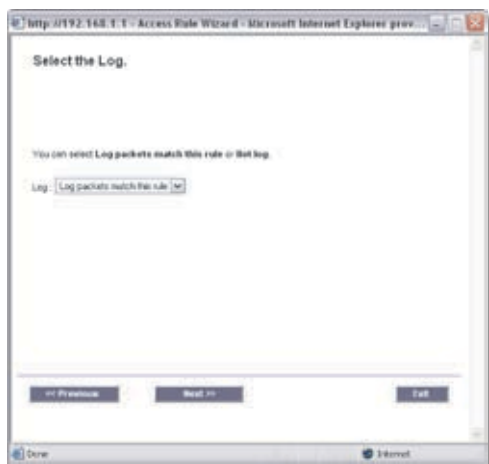 http://192.168.1.1 - Access Rule Wizard - Microsoft Internet Explorer prov...
Select the Log.
You can select Log packets match this rule or Not log.
Log : Log packets match this rule
<< Previous Next >> Exit
Done Internet